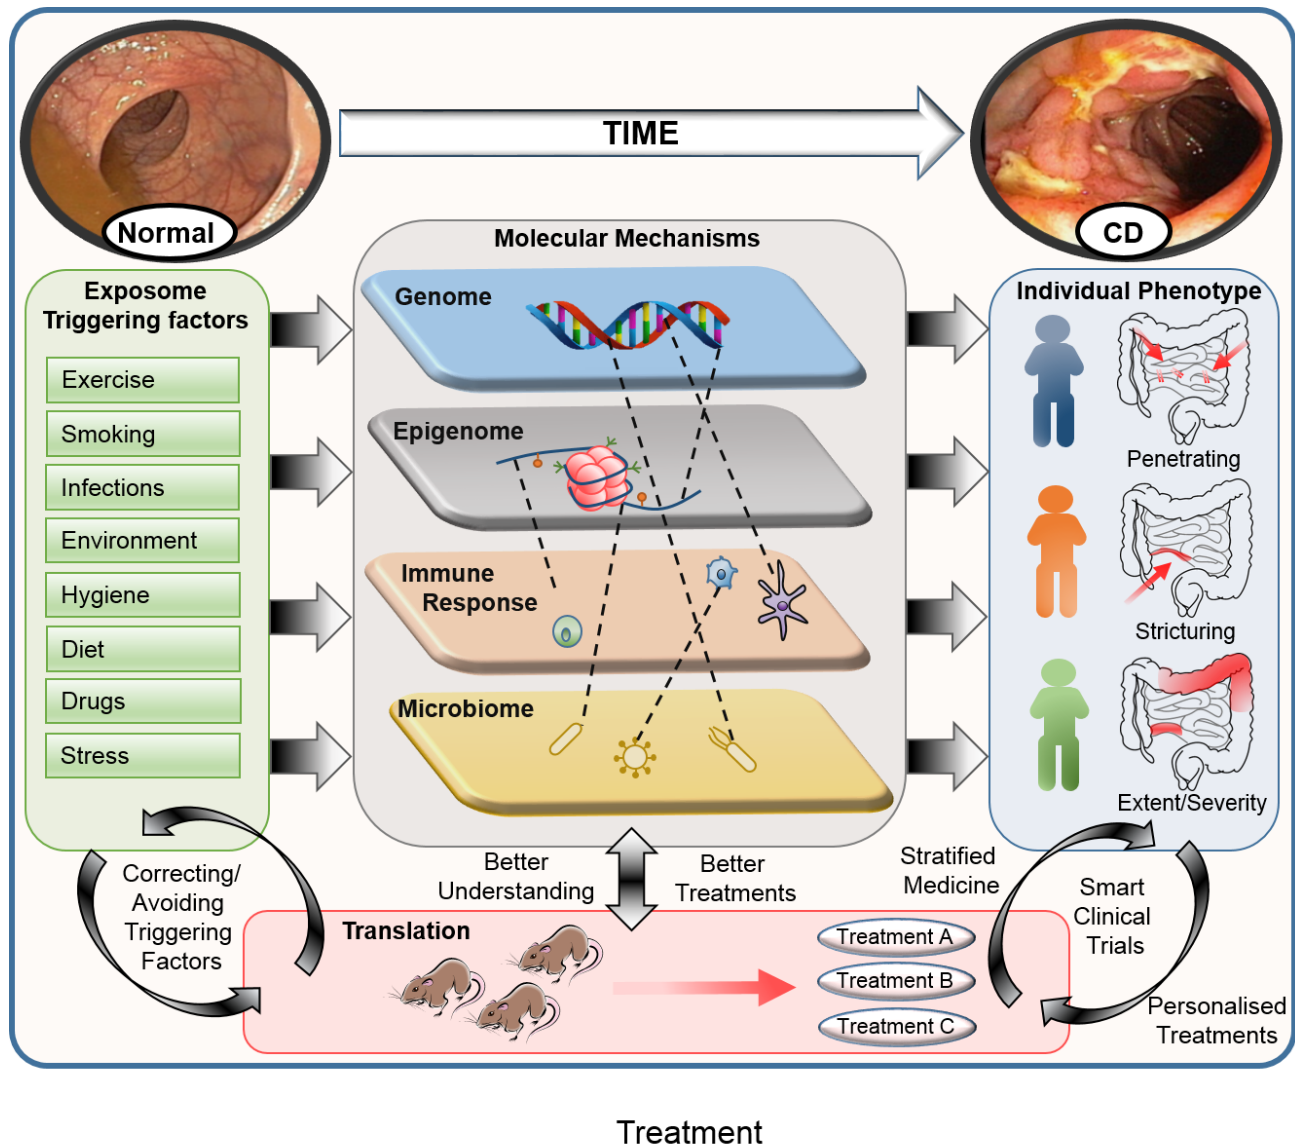 TIME
Normal
CD
Exposome
Triggering factors
Exercise
Smoking
Infections
Environment
Hygiene
Diet
Drugs
Stress
Molecular Mechanisms
Genome
Epigenome
Immune
Response
Microbiome
Individual Phenotype
Penetrating
Stricturing
Extent/Severity
Correcting/
Avoiding
Triggering
Factors
Better
Understanding
Better
Treatments
Stratified
Medicine
Smart
Clinical
Trials
Personalised
Treatments
Translation
Treatment A
Treatment B
Treatment C
Treatment